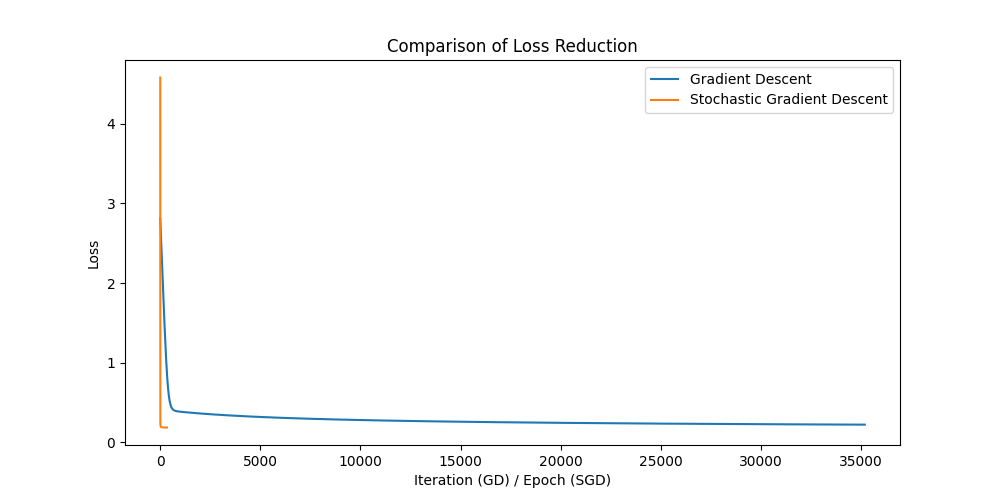 Comparison of Loss Reduction
Gradient Descent
Stochastic Gradient Descent
Loss
4
3
2
1
0
0 5000 10000 15000 20000 25000 30000 35000
Iteration (GD) / Epoch (SGD)